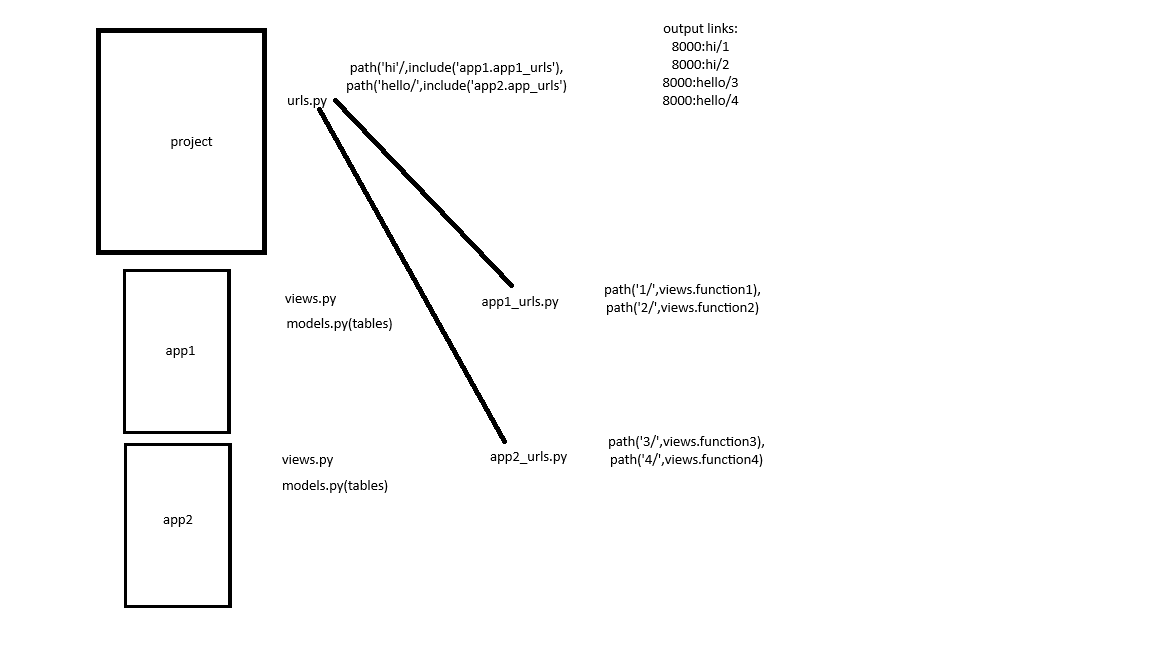 output links:
8000:hi/1
8000:hi/2
8000:hello/3
8000:hello/4
path('hi'/,include('app1.app1_urls'),
path('hello/',include('app2.app_urls')
urls.py
project
views.py
models.py(tables)
app1_urls.py
path('1/',views.function1),
path('2/',views.function2)
app1
views.py
models.py(tables)
app2_urls.py
path('3/',views.function3),
path('4/',views.function4)
app2